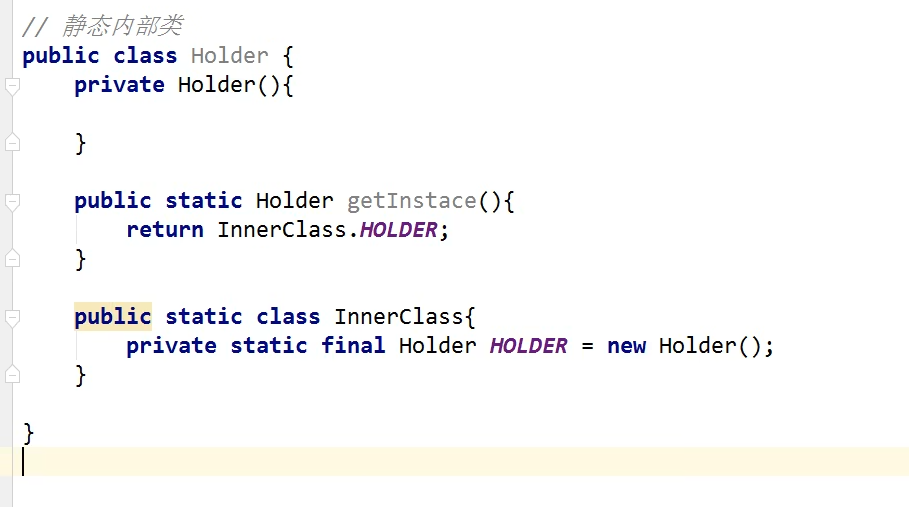 // 静态内部类
public class Holder {
    private Holder(){

    }

    public static Holder getInstace(){
        return InnerClass.HOLDER;
    }

    public static class InnerClass{
        private static final Holder HOLDER = new Holder();
    }

}